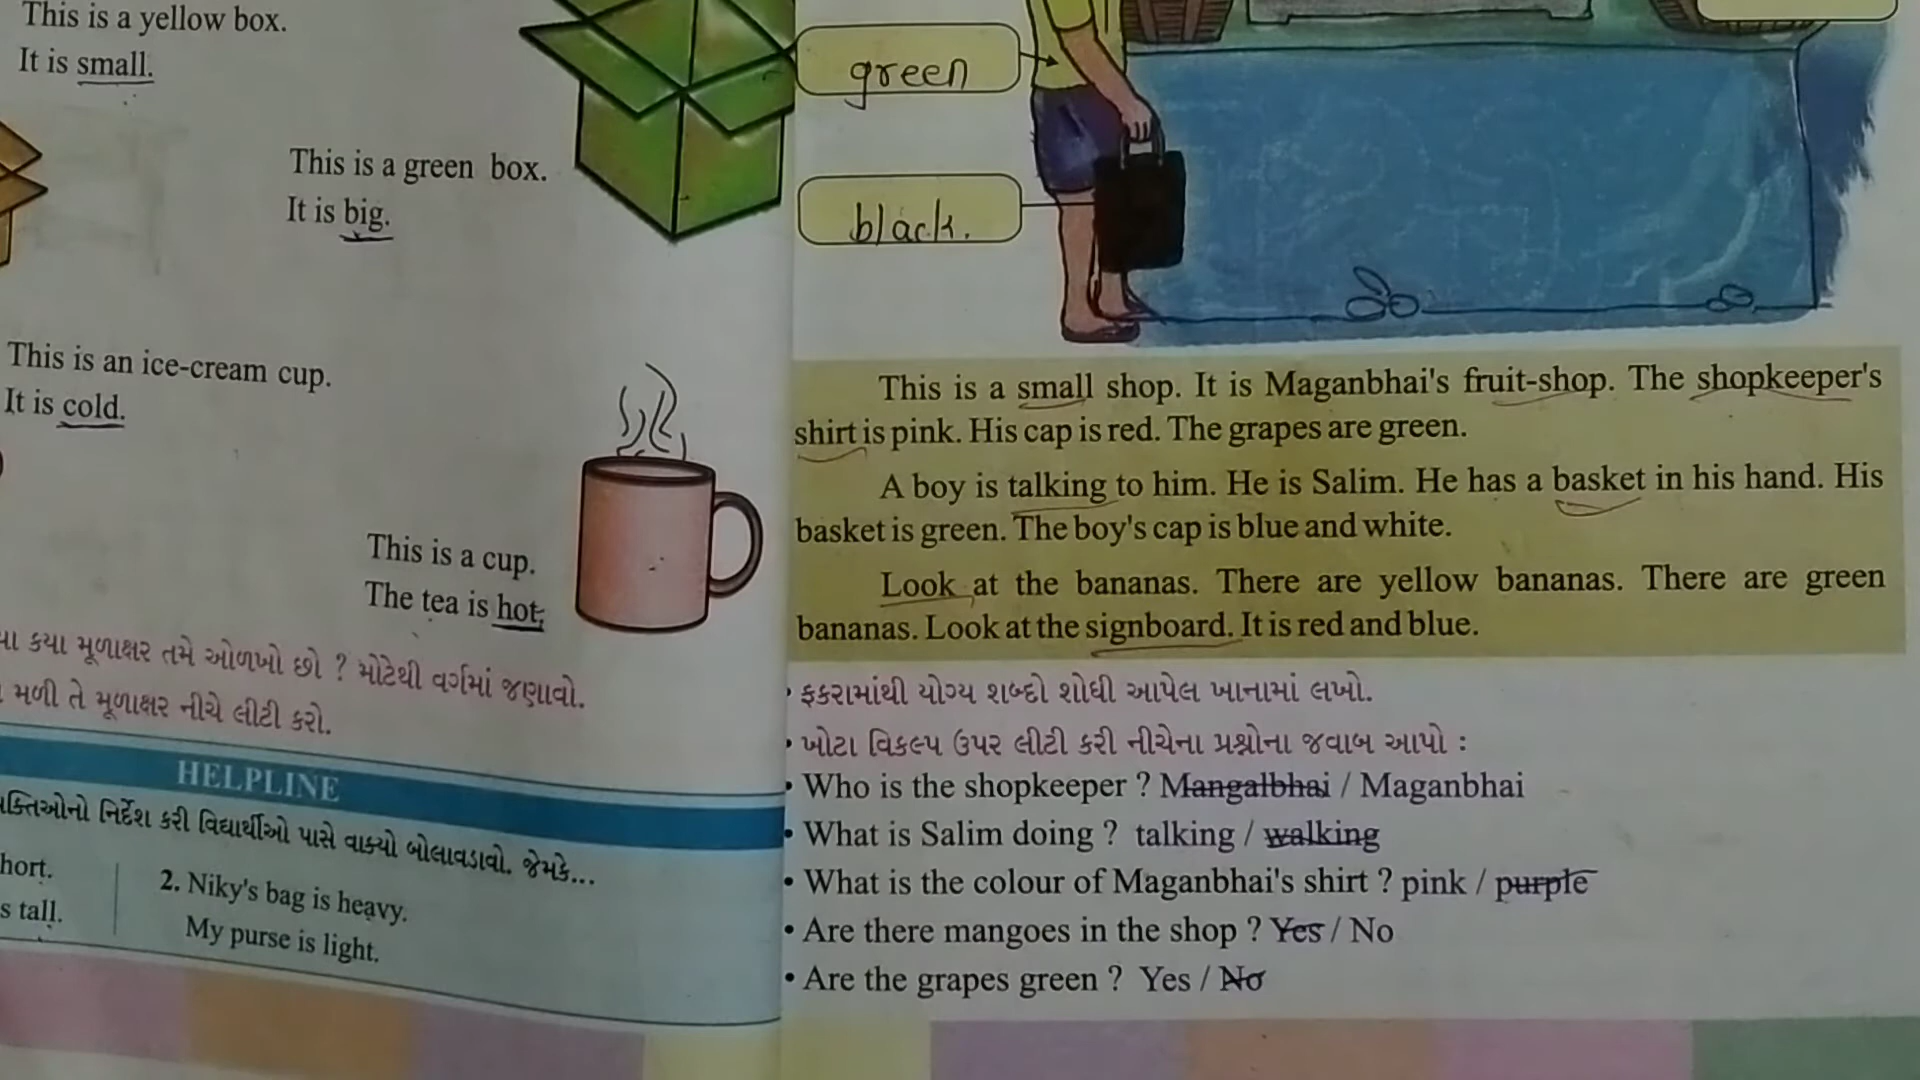 This is a yellow box.
It is small.
This is a green box.
It is big.
This is an ice-cream cup.
It is cold.
This is a cup.
The tea is hot.
કયા મૂળાક્ષર તમે ઓળખો છો ? મોટેથી વર્ગમાં જણાવો.
મળી તે મૂળાક્ષર નીચે લીટી કરો.
HELPLINE
નિર્દેશ કરી વિદ્યાર્થીઓ પાસે વાક્યો બોલાવડાવો. જેમકે...
hort.
s tall.
2. Niky's bag is heavy.
My purse is light.
green
black.
This is a small shop. It is Maganbhai's fruit-shop. The shopkeeper's
shirt is pink. His cap is red. The grapes are green.
A boy is talking to him. He is Salim. He has a basket in his hand. His
basket is green. The boy's cap is blue and white.
Look at the bananas. There are yellow bananas. There are green
bananas. Look at the signboard. It is red and blue.
• ફકરામાંથી યોગ્ય શબ્દો શોધી આપેલ ખાનામાં લખો.
• ખોટા વિકલ્પ ઉપર લીટી કરી નીચેના પ્રશ્નોના જવાબ આપો :
• Who is the shopkeeper ? Mangalbhai / Maganbhai
• What is Salim doing ? talking / walking
• What is the colour of Maganbhai's shirt ? pink / purple
• Are there mangoes in the shop ? Yes / No
• Are the grapes green ? Yes / No